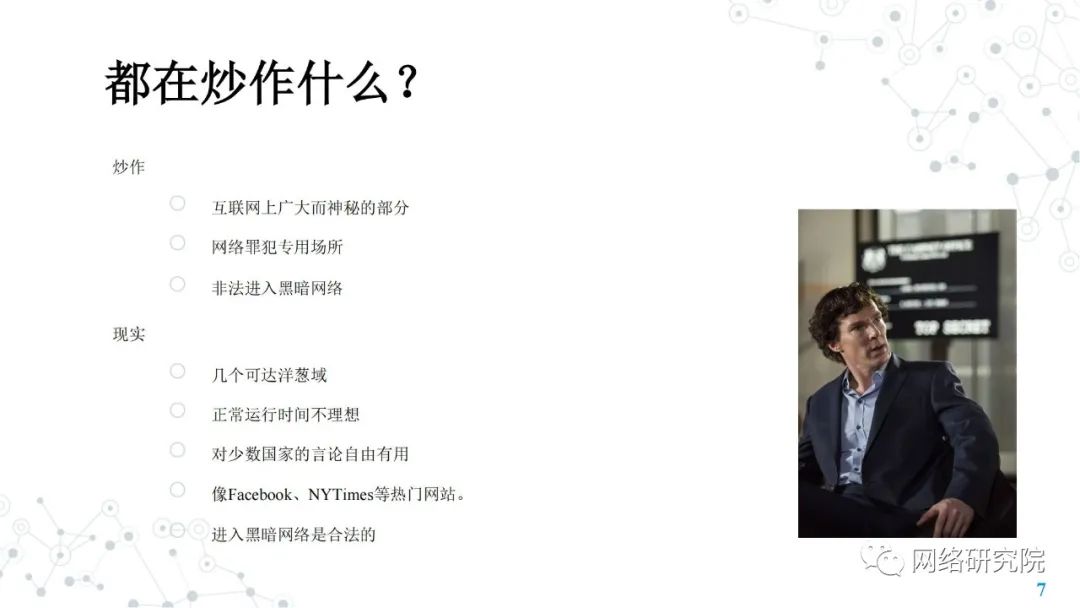 都在炒作什么？
炒作
互联网上广大而神秘的部分
网络罪犯专用场所
非法进入黑暗网络
现实
几个可达洋葱域
正常运行时间不理想
对少数国家的言论自由有用
像Facebook、NYTimes等热门网站。
进入黑暗网络是合法的
TOP SECRET
网络研究院
7